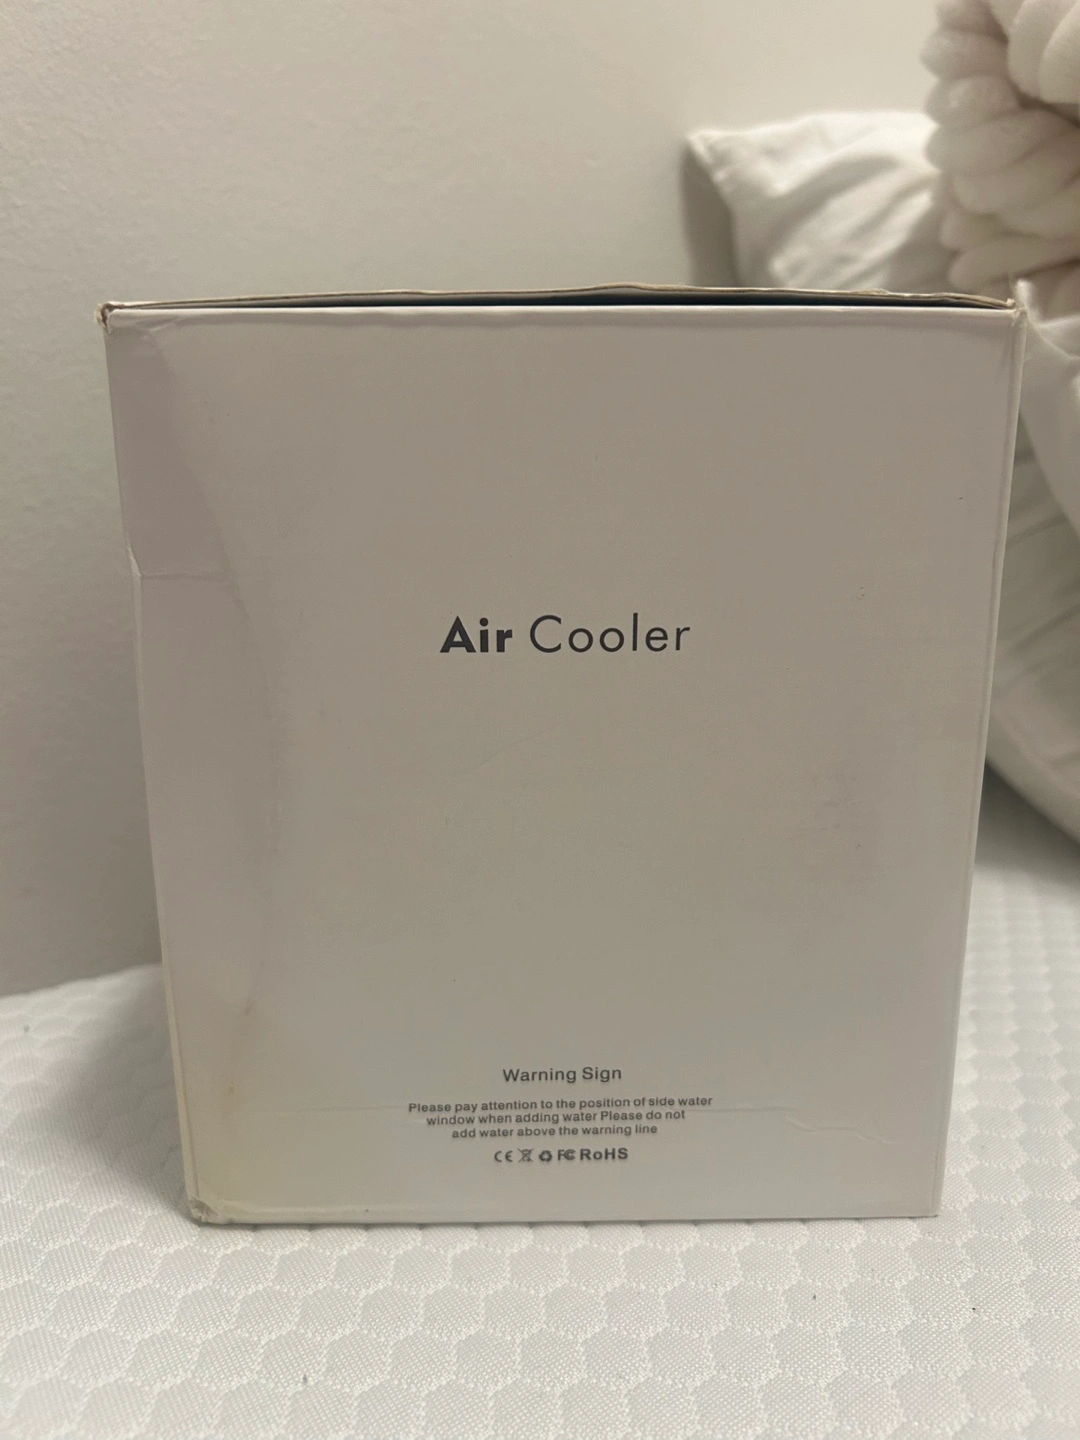 Air Cooler
Warning Sign
Please pay attention to the position of side water
window when adding water Please do not
add water above the warning line
CE FC RoHS